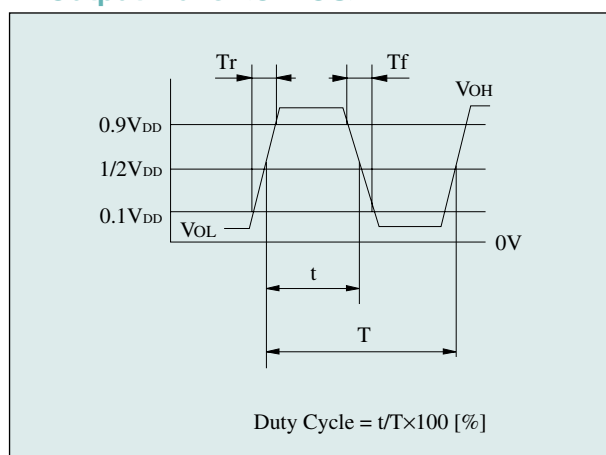 Tr Tf
VOH
0.9VDD
1/2VDD
0.1VDD
VOL
0V
t
T
Duty Cycle = t/T×100 [%]